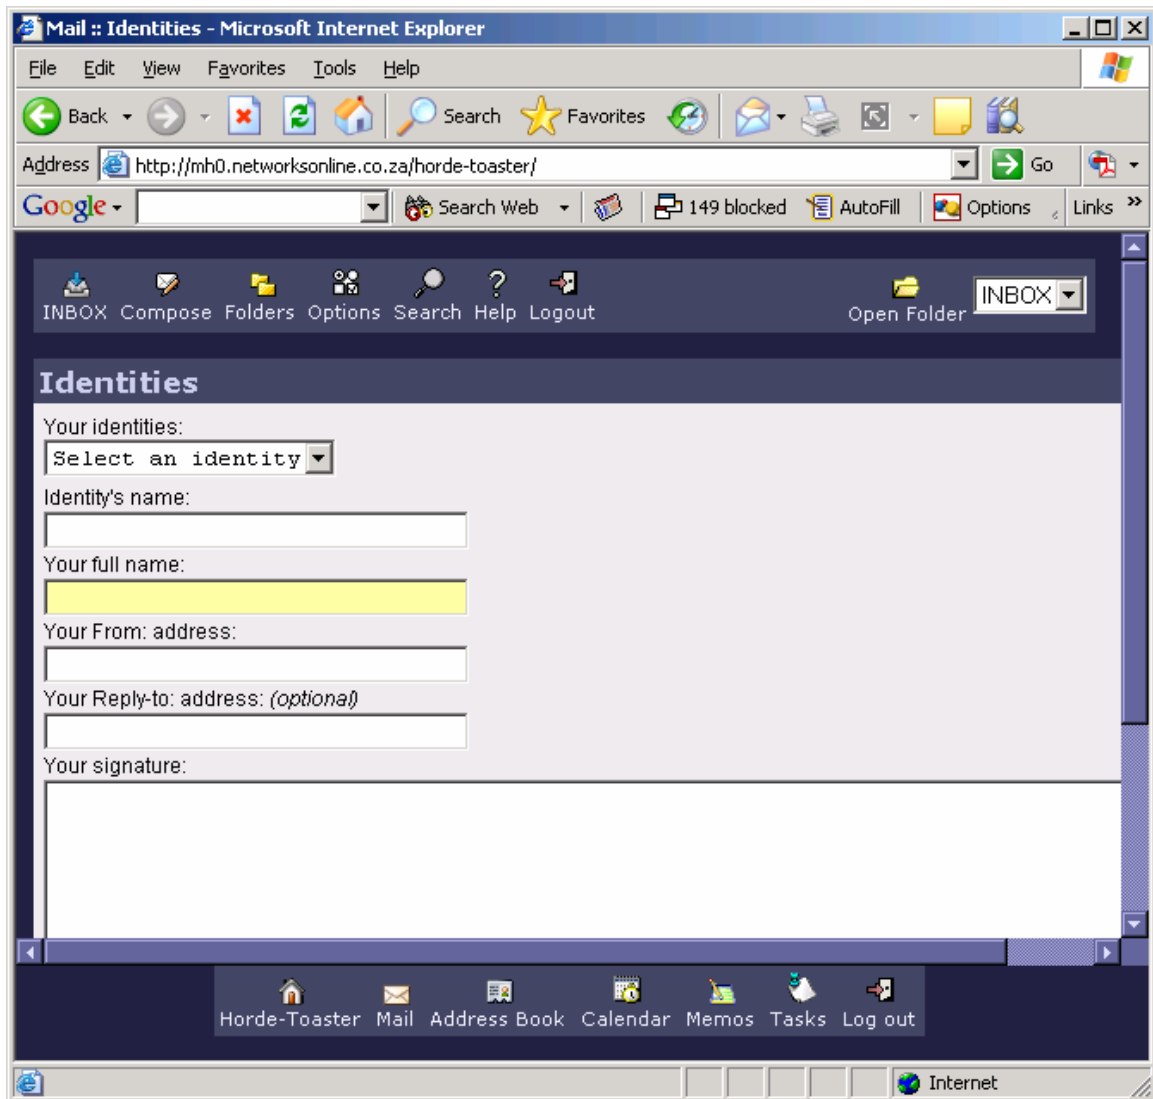 Mail :: Identities - Microsoft Internet Explorer
File Edit View Favorites Tools Help
Back Search Favorites
Address http://mh0.networksonline.co.za/horde-toaster/ Go
Google Search Web 149 blocked AutoFill Options Links »
INBOX Compose Folders Options Search Help Logout Open Folder INBOX
Identities
Your identities:
Select an identity
Identity's name:
Your full name:
Your From: address:
Your Reply-to: address: (optional)
Your signature:
Horde-Toaster Mail Address Book Calendar Memos Tasks Log out
Internet